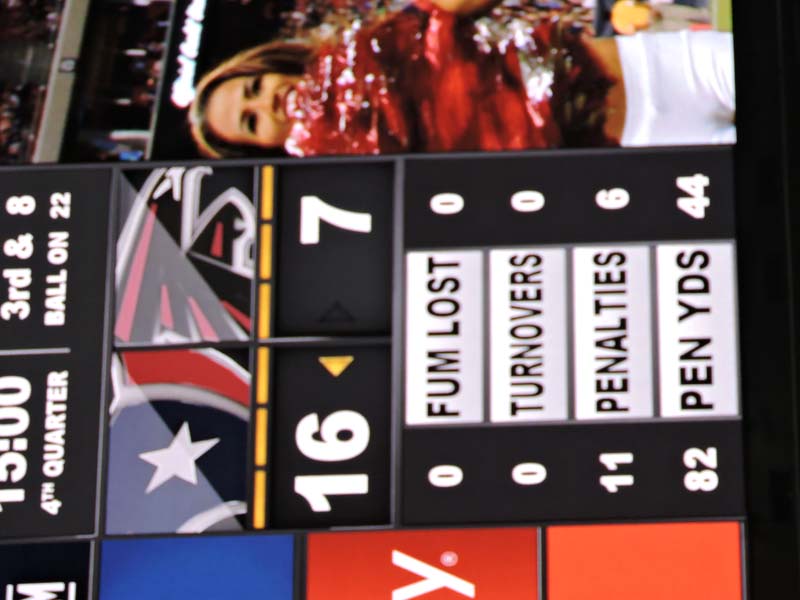 15:00 3rd & 8
4TH QUARTER BALL ON 22
16 7
0 FUM LOST 0
0 TURNOVERS 0
11 PENALTIES 6
82 PEN YDS 44
M
Y®